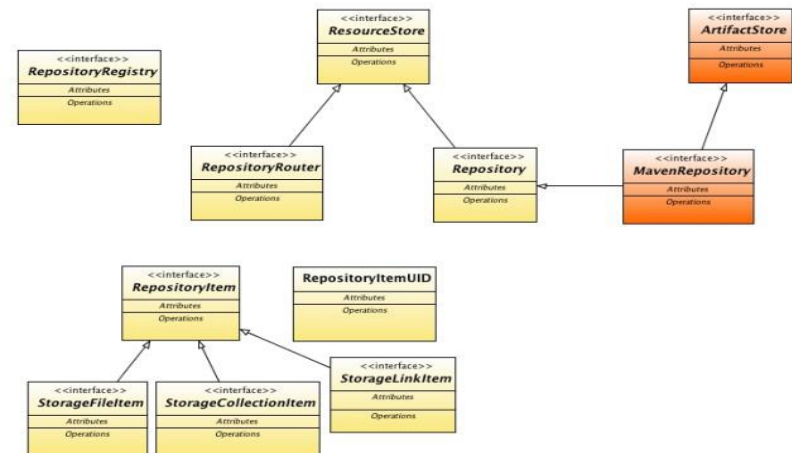 <<interface>>
ResourceStore
Attributes
Operations
<<interface>>
ArtifactStore
Attributes
Operations
<<interface>>
RepositoryRegistry
Attributes
Operations
<<interface>>
RepositoryRouter
Attributes
Operations
<<interface>>
Repository
Attributes
Operations
<<interface>>
MavenRepository
Attributes
Operations
<<interface>>
RepositoryItem
Attributes
Operations
RepositoryItemUID
Attributes
Operations
<<interface>>
StorageLinkItem
Attributes
Operations
<<interface>>
StorageFileItem
Attributes
Operations
<<interface>>
StorageCollectionItem
Attributes
Operations